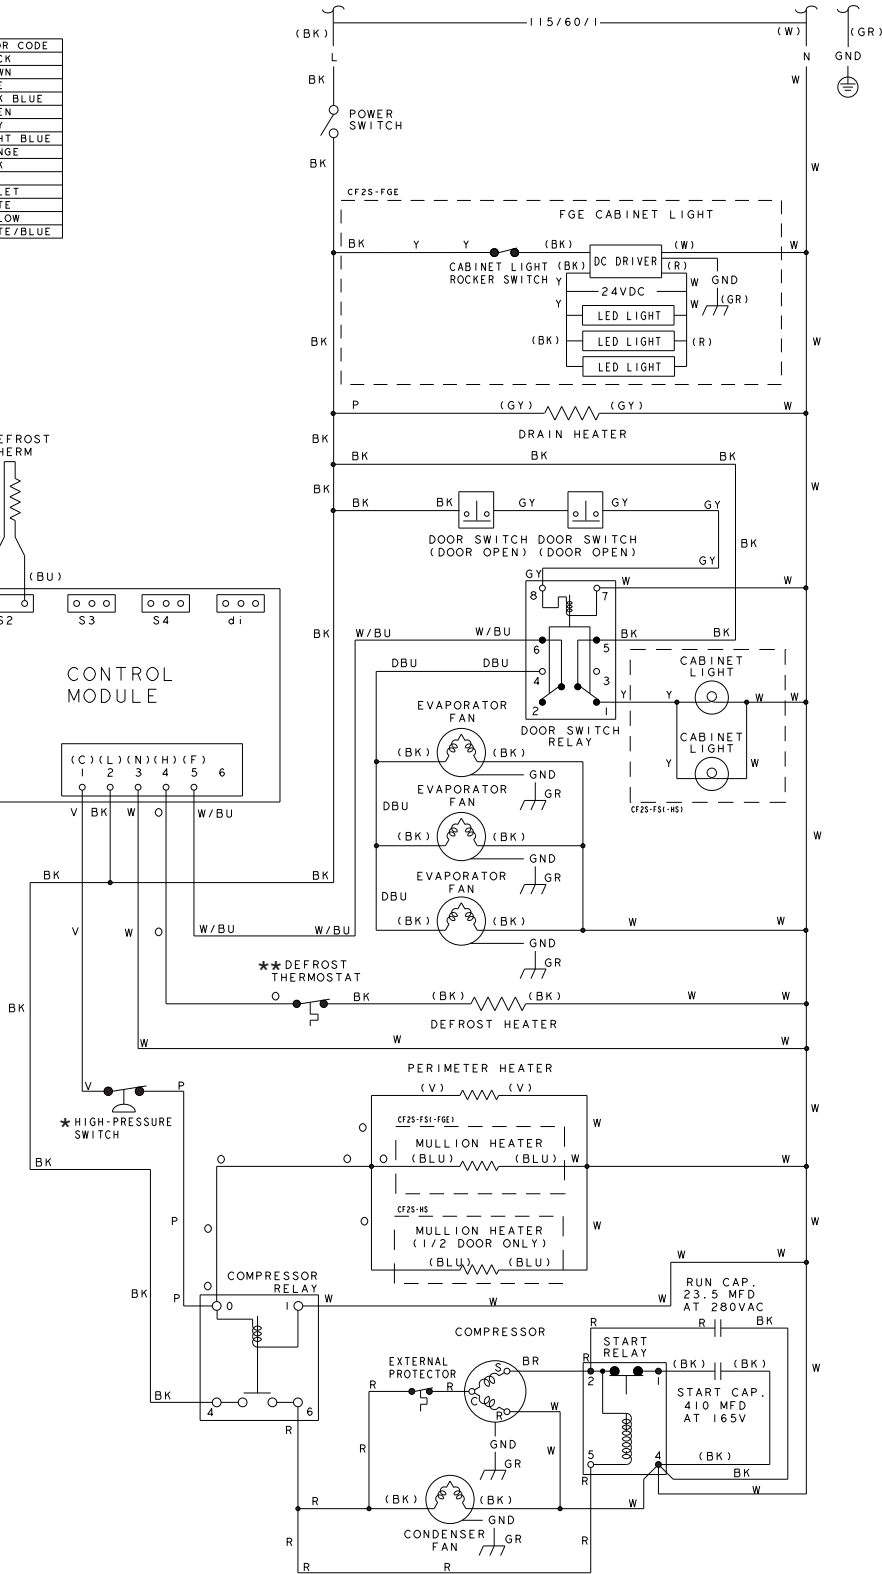 115/60/1
(BK)
(W)
(GR)
L
N
GND
BK
W
POWER
SWITCH
BK
W
OR CODE
BLUE
HT BLUE
TE/BLUE
CF2S-FGE
FGE CABINET LIGHT
BK Y Y (BK) (W) W
DC DRIVER
CABINET LIGHT (BK) (R)
ROCKER SWITCH
Y W GND
24VDC
Y W (GR)
LED LIGHT
BK (BK) LED LIGHT (R) W
LED LIGHT
P (GY) (GY) W
DRAIN HEATER
BK
BK BK BK
BK W
BK BK GY GY GY
DOOR SWITCH DOOR SWITCH
(DOOR OPEN) (DOOR OPEN)
BK
EFROST
HERM
(BU)
S2 S3 S4 di
CONTROL
MODULE
GY GY
8 7 W W
BK W/BU W/BU BK BK
6 5
DBU DBU 4 3
2 1 Y Y W W
CABINET
LIGHT
DOOR SWITCH
RELAY
CABINET
LIGHT
Y W
CF2S-FS(-HS)
EVAPORATOR
FAN
(BK) (BK)
GND
GR
DBU
EVAPORATOR
FAN
(BK) (BK)
GND
GR
W
(C)(L)(N)(H)(F)
1 2 3 4 5 6
V BK W O W/BU
BK BK
EVAPORATOR
FAN
DBU
(BK) (BK) W W
GND
GR
V W O W/BU W/BU
**DEFROST
THERMOSTAT
O BK (BK) (BK) W W
DEFROST HEATER
BK
W W W
V P
*HIGH-PRESSURE
SWITCH
PERIMETER HEATER
(V) (V)
W W
O
CF2S-FS(-FGE)
MULLION HEATER
BK O O O (BLU) (BLU) W W
CF2S-HS
P O O W W
MULLION HEATER
(1/2 DOOR ONLY)
(BLU) (BLU)
W W
BK P O
COMPRESSOR
RELAY
0 1 W W
4 6
BK
R
RUN CAP.
23.5 MFD
AT 280VAC
R R BK
COMPRESSOR
START
RELAY
EXTERNAL
PROTECTOR
R R C S R BR R
2 1 (BK) (BK)
START CAP.
410 MFD
AT 165V
W
W
GND
GR
R W
5 4 (BK)
R BK
W
R (BK) (BK) W
GND
GR
CONDENSER
FAN
R R
R R